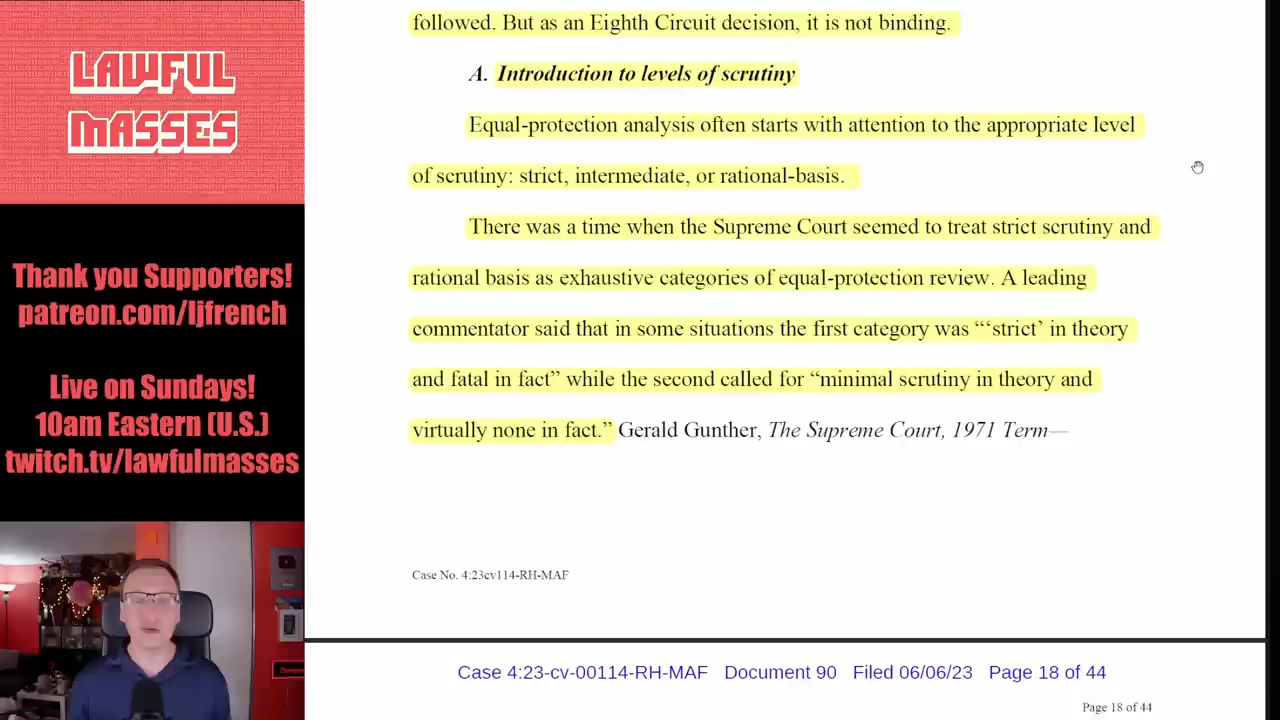 LAWFUL
MASSES
Thank you Supporters!
patreon.com/ljfrench
Live on Sundays!
10am Eastern (U.S.)
twitch.tv/lawfulmasses
followed. But as an Eighth Circuit decision, it is not binding.
A. Introduction to levels of scrutiny
Equal-protection analysis often starts with attention to the appropriate level
of scrutiny: strict, intermediate, or rational-basis.
There was a time when the Supreme Court seemed to treat strict scrutiny and
rational basis as exhaustive categories of equal-protection review. A leading
commentator said that in some situations the first category was “‘strict’ in theory
and fatal in fact” while the second called for “minimal scrutiny in theory and
virtually none in fact.” Gerald Gunther, The Supreme Court, 1971 Term—
Case No. 4:23cv114-RH-MAF
Case 4:23-cv-00114-RH-MAF Document 90 Filed 06/06/23 Page 18 of 44
Page 18 of 44